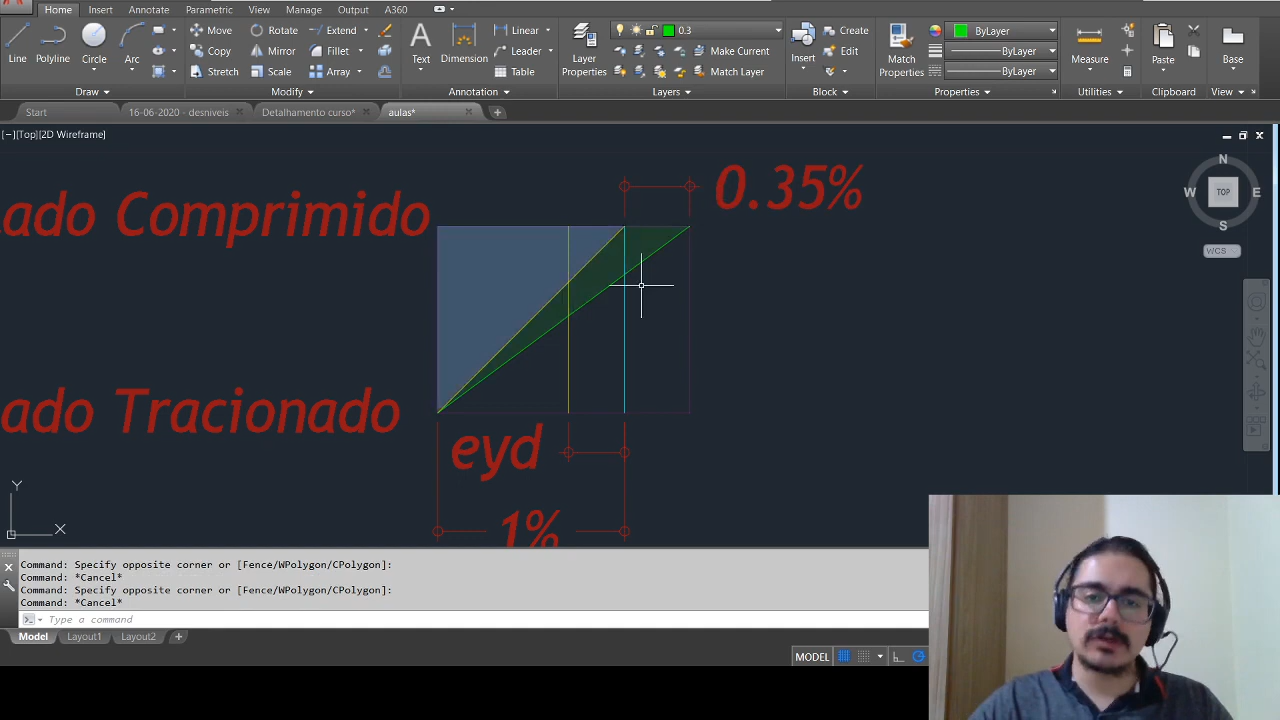 Home Insert Annotate Parametric View Manage Output A360
Move Rotate Extend
Copy Mirror Fillet
Stretch Scale Array
Line Polyline Circle Arc
Text Dimension
Linear
Leader
Table
Layer Properties
0.3
Make Current
Match Layer
Insert
Create
Edit
Match Properties
ByLayer
ByLayer
ByLayer
Measure
Paste
Base
Draw Modify Annotation Layers Block Properties Utilities Clipboard View
Start 16-06-2020 - desniveis Detalhamento curso* aulas*
[−][Top][2D Wireframe]
N
W TOP E
S
WCS
0.35%
ado Comprimido
ado Tracionado
eyd
1%
Y
X
Command: Specify opposite corner or [Fence/WPolygon/CPolygon]:
Command: *Cancel*
Command: Specify opposite corner or [Fence/WPolygon/CPolygon]:
Command: *Cancel*
Type a command
Model Layout1 Layout2 +
MODEL